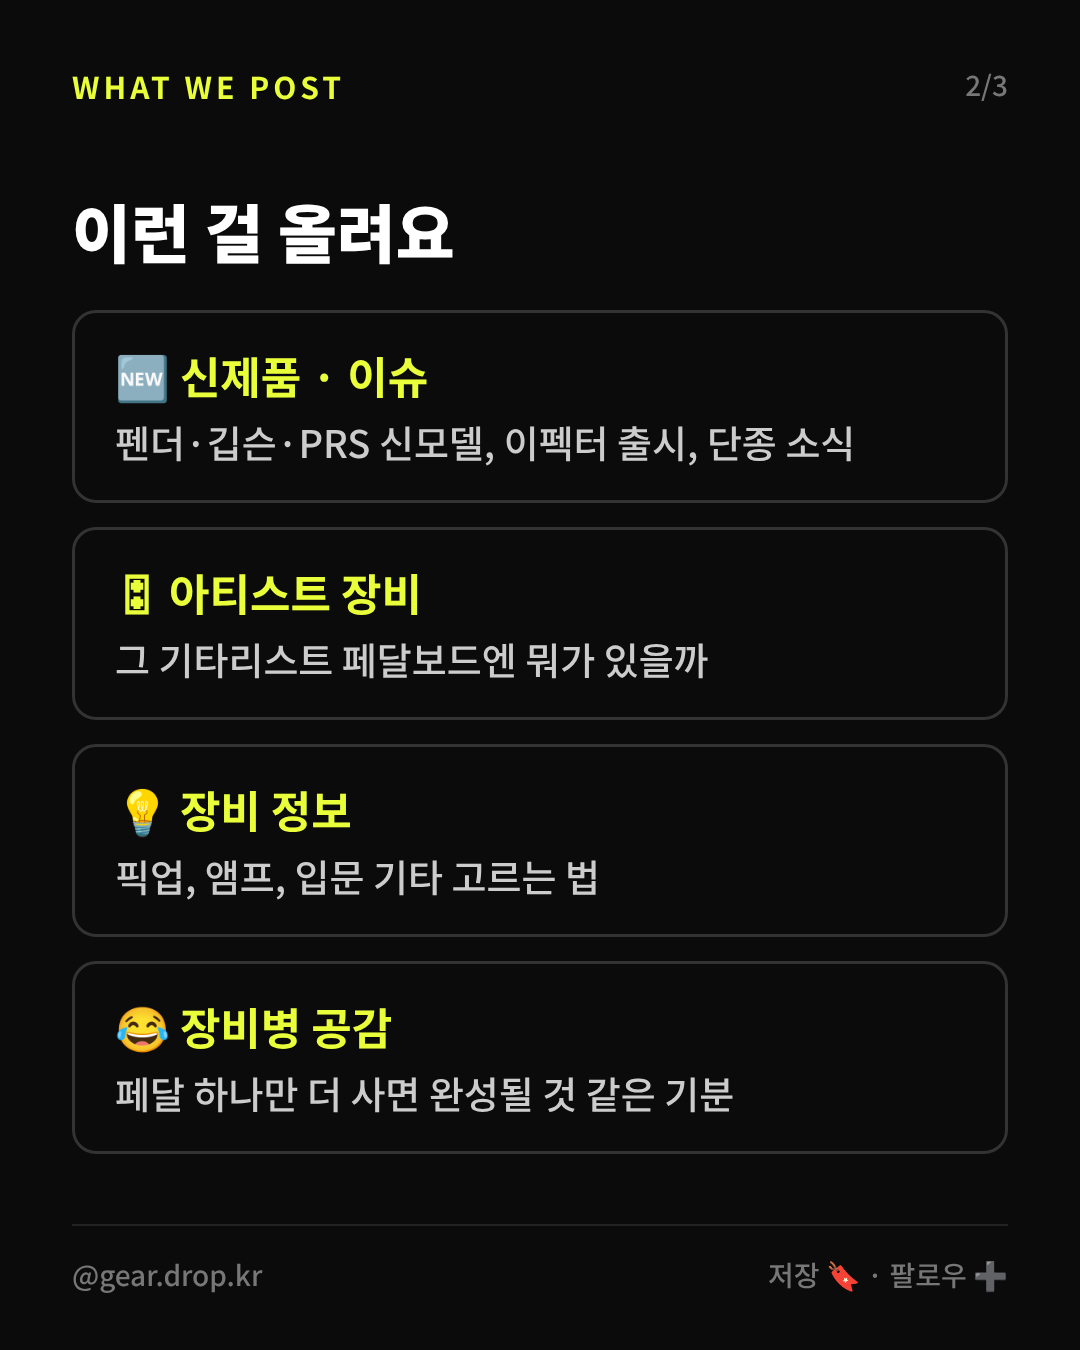 WHAT WE POST
2/3
이런 걸 올려요
🆕 신제품 · 이슈
펜더·깁슨·PRS 신모델, 이펙터 출시, 단종 소식
🎛 아티스트 장비
그 기타리스트 페달보드엔 뭐가 있을까
💡 장비 정보
픽업, 앰프, 입문 기타 고르는 법
😂 장비병 공감
페달 하나만 더 사면 완성될 것 같은 기분
@gear.drop.kr
저장 🔖 · 팔로우 ➕